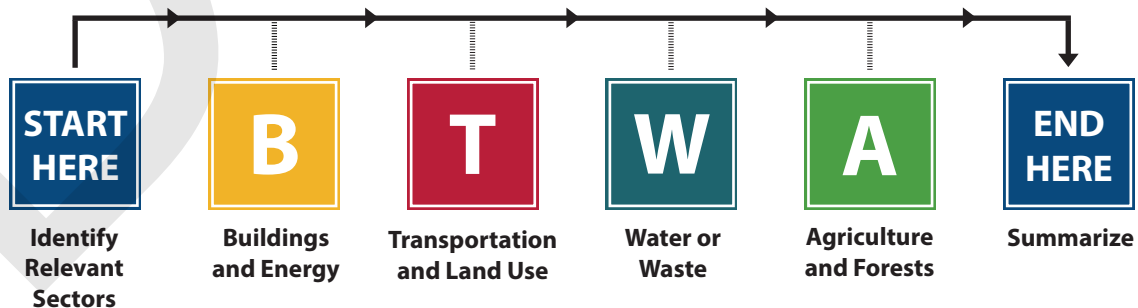 START
HERE
B
T
W
A
END
HERE
Identify
Relevant
Sectors
Buildings
and Energy
Transportation
and Land Use
Water or
Waste
Agriculture
and Forests
Summarize